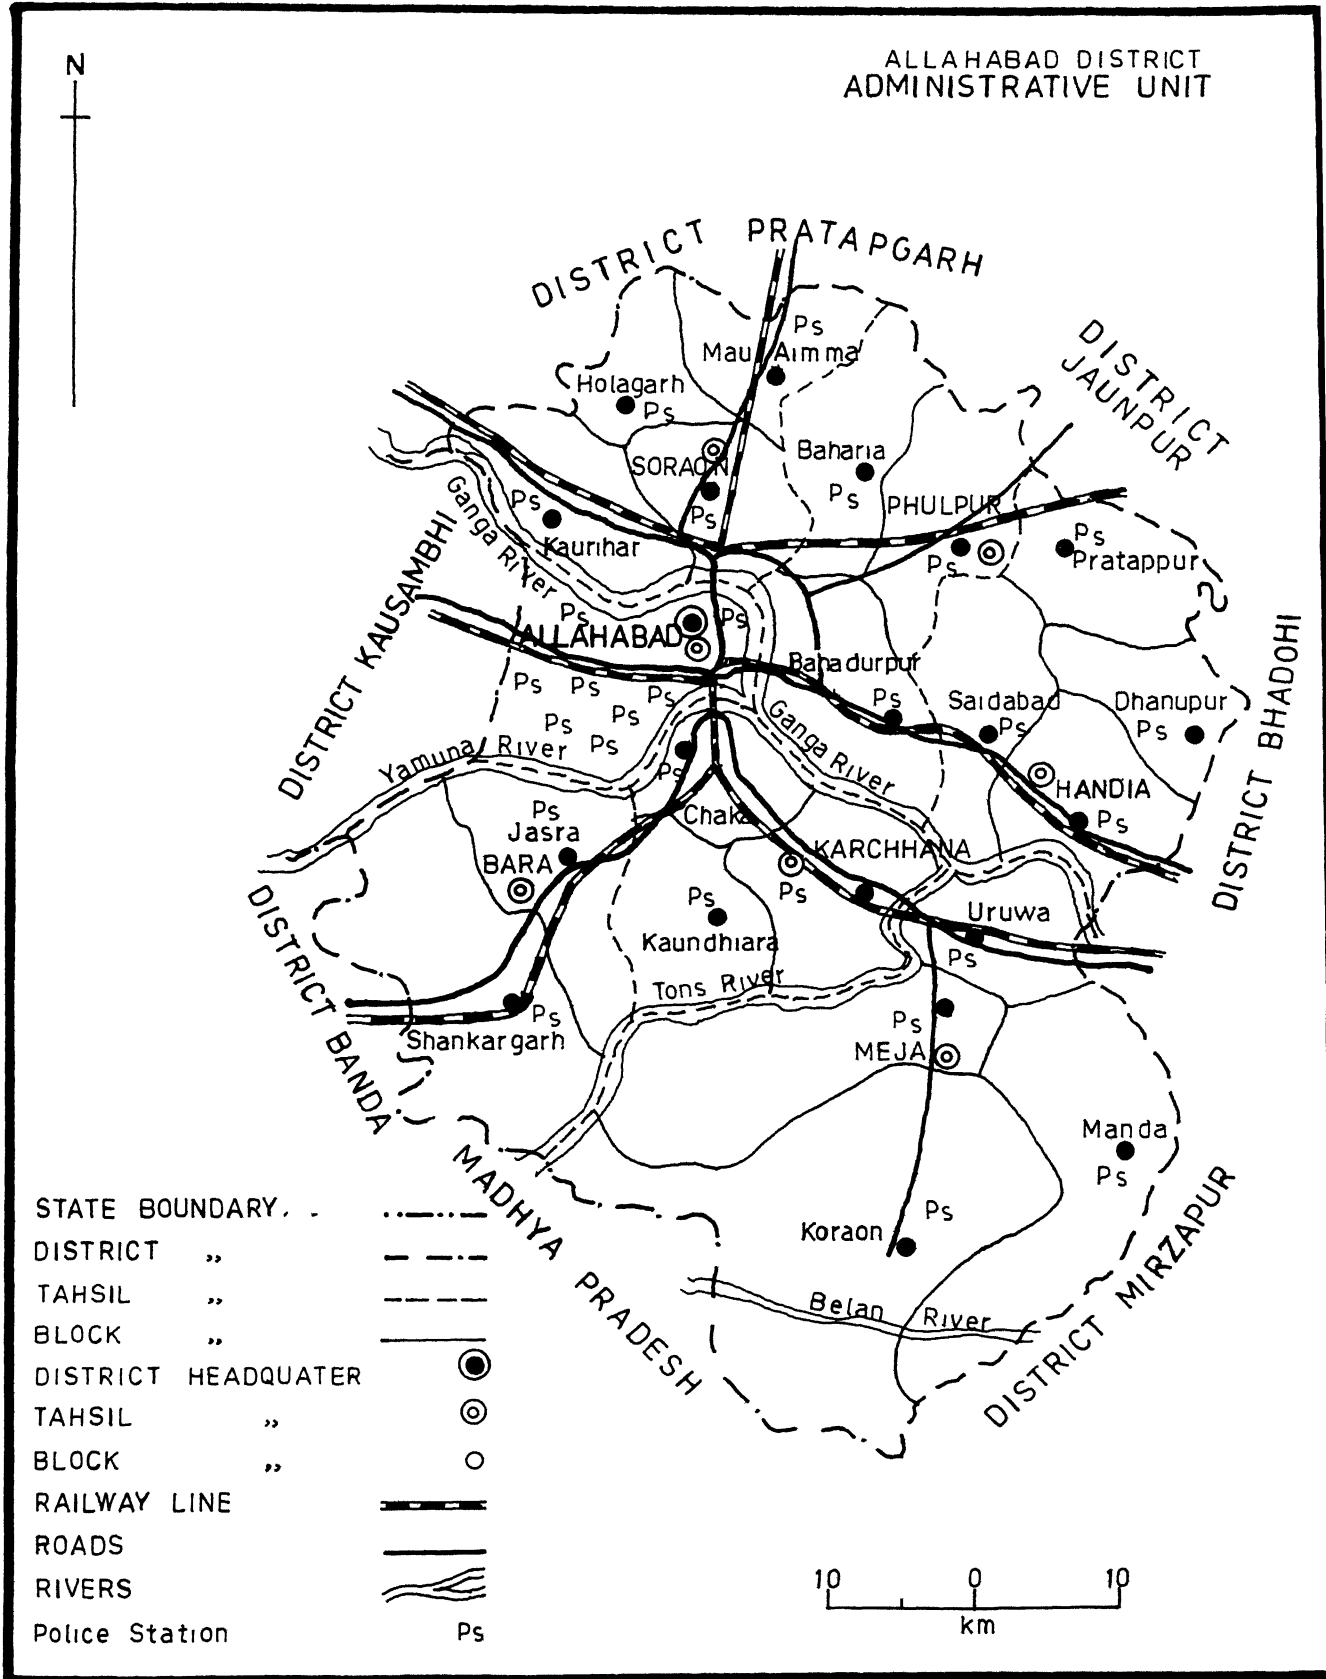 N
ALLAHABAD DISTRICT
ADMINISTRATIVE UNIT
DISTRICT PRATAPGARH
DISTRICT
JAUNPUR
Ps
Mau Aimma
Holagarh
Ps
SORAON
Ps
Baharia
Ps
PHULPUR
Ps
Ps
Pratappur
Ps
Kaurihar
Ganga River
DISTRICT KAUSAMBHI
Ps
ALLAHABAD
Ps
Ps
Ps
Ps
Ps
Ps
Ps
Bahadurpur
Ps
Saidabad
Ps
Dhanupur
Ps
DISTRICT BHADOHI
Ganga River
Yamuna River
Ps
HANDIA
Ps
Chaka
Ps
Jasra
BARA
KARCHHANA
Ps
Ps
Kaundhiara
Uruwa
Ps
Tons River
DISTRICT BANDA
Ps
Shankargarh
Ps
MEJA
Manda
Ps
MADHYA PRADESH
Ps
Koraon
Belan River
DISTRICT MIRZAPUR
STATE BOUNDARY. .
DISTRICT „
TAHSIL „
BLOCK „
DISTRICT HEADQUATER
TAHSIL „
BLOCK „
RAILWAY LINE
ROADS
RIVERS
Police Station Ps
10 0 10
km